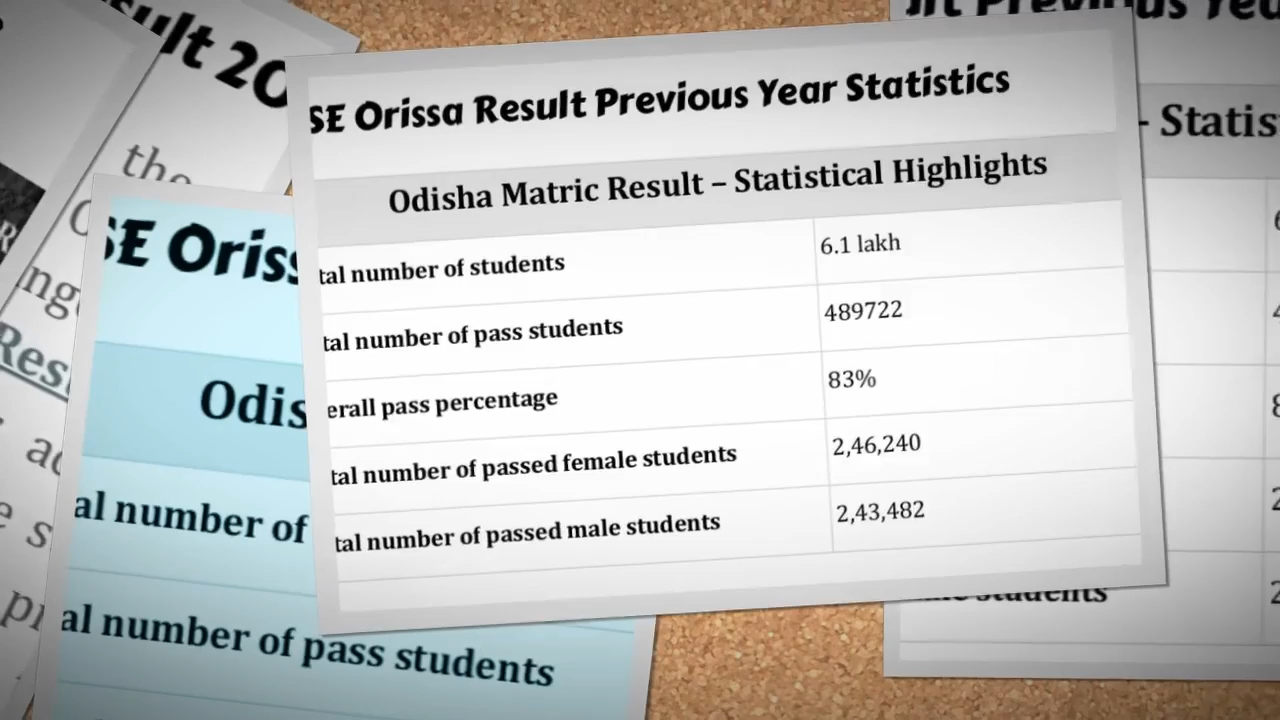 SE Orissa Result Previous Year Statistics
Odisha Matric Result – Statistical Highlights
tal number of students 6.1 lakh
tal number of pass students 489722
erall pass percentage 83%
tal number of passed female students 2,46,240
tal number of passed male students 2,43,482
sult 20
the
SE Oriss
Odis
al number of
al number of pass students
- Statis
students